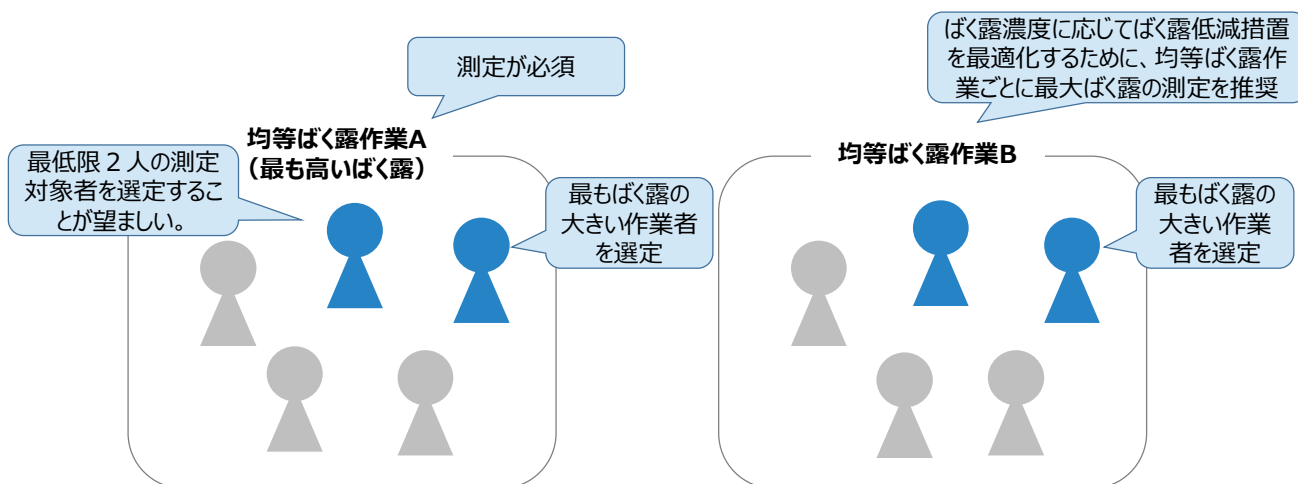 測定が必須
ばく露濃度に応じてばく露低減措置
を最適化するために、均等ばく露作
業ごとに最大ばく露の測定を推奨
均等ばく露作業A
（最も高いばく露）
均等ばく露作業B
最低限２人の測定
対象者を選定するこ
とが望ましい。
最もばく露の
大きい作業者
を選定
最もばく露の
大きい作業
者を選定